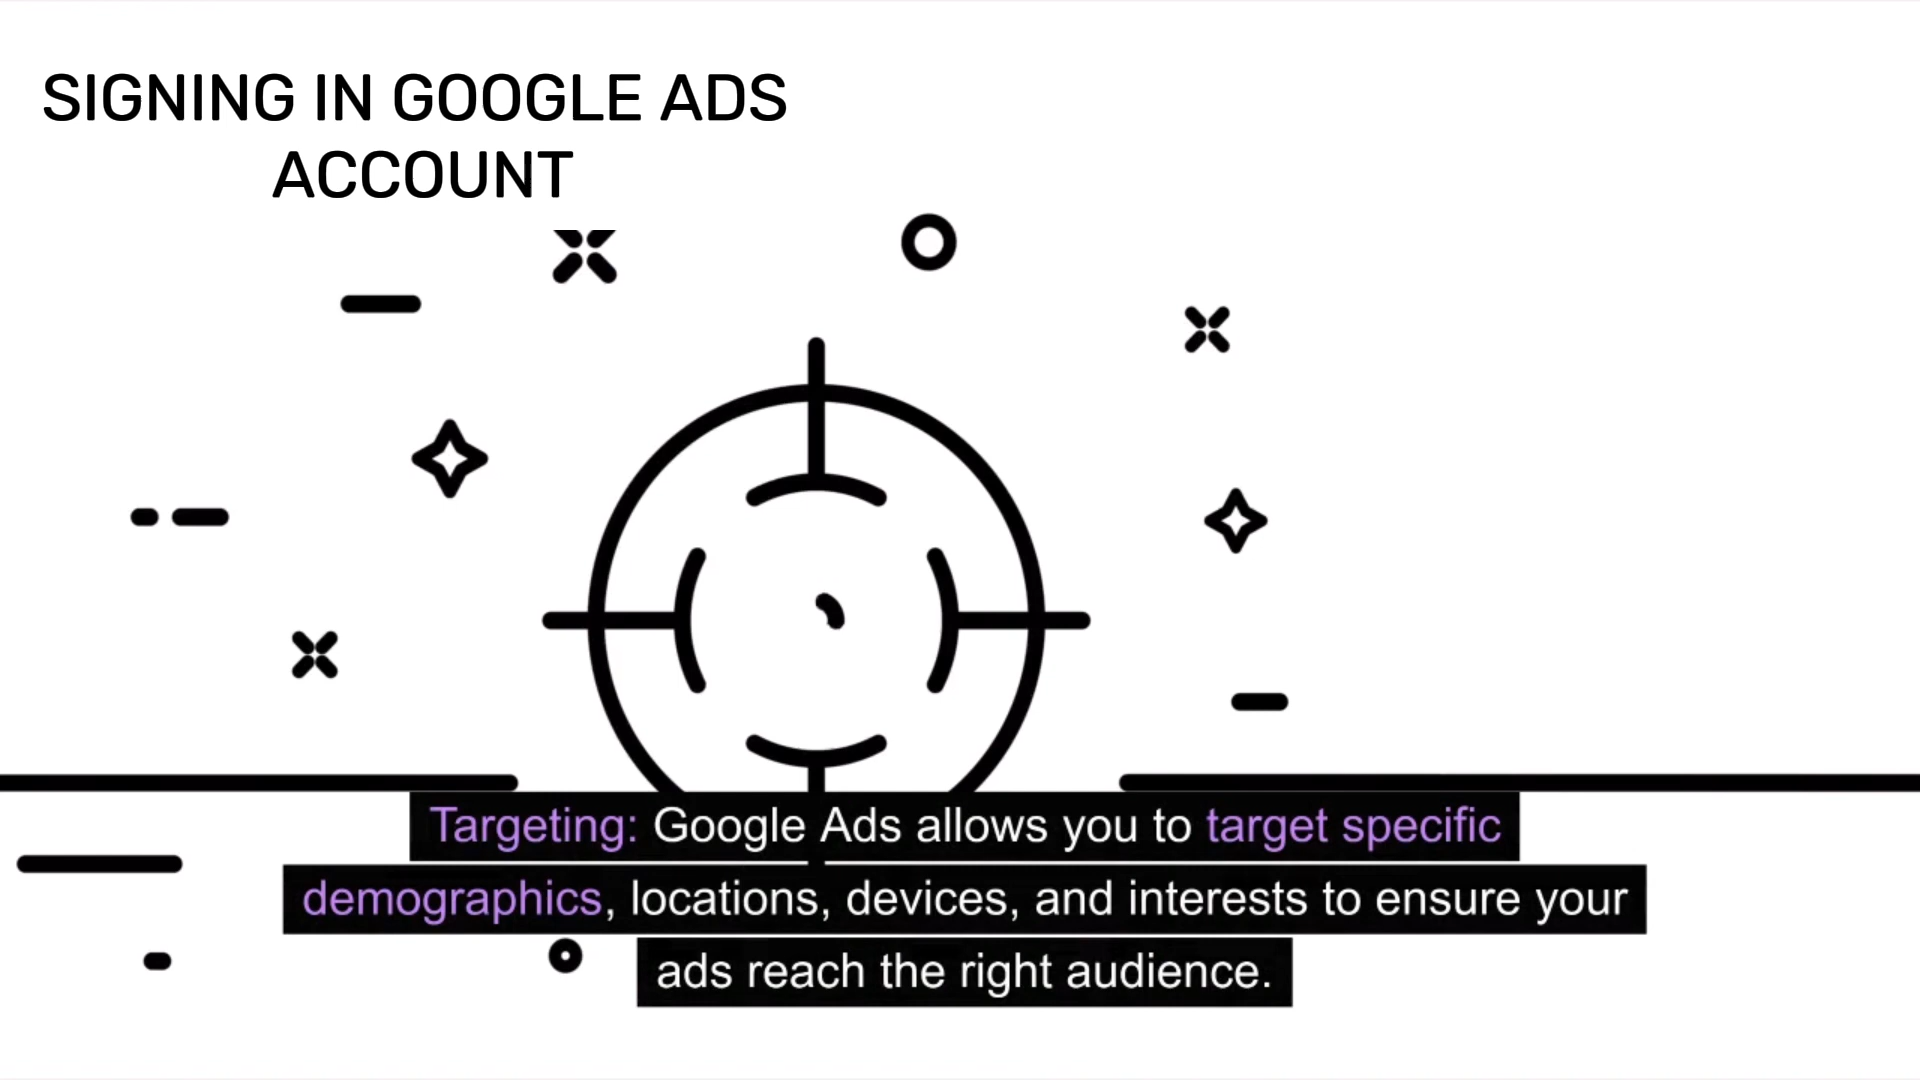 SIGNING IN GOOGLE ADS
ACCOUNT
Targeting: Google Ads allows you to target specific
demographics, locations, devices, and interests to ensure your
ads reach the right audience.